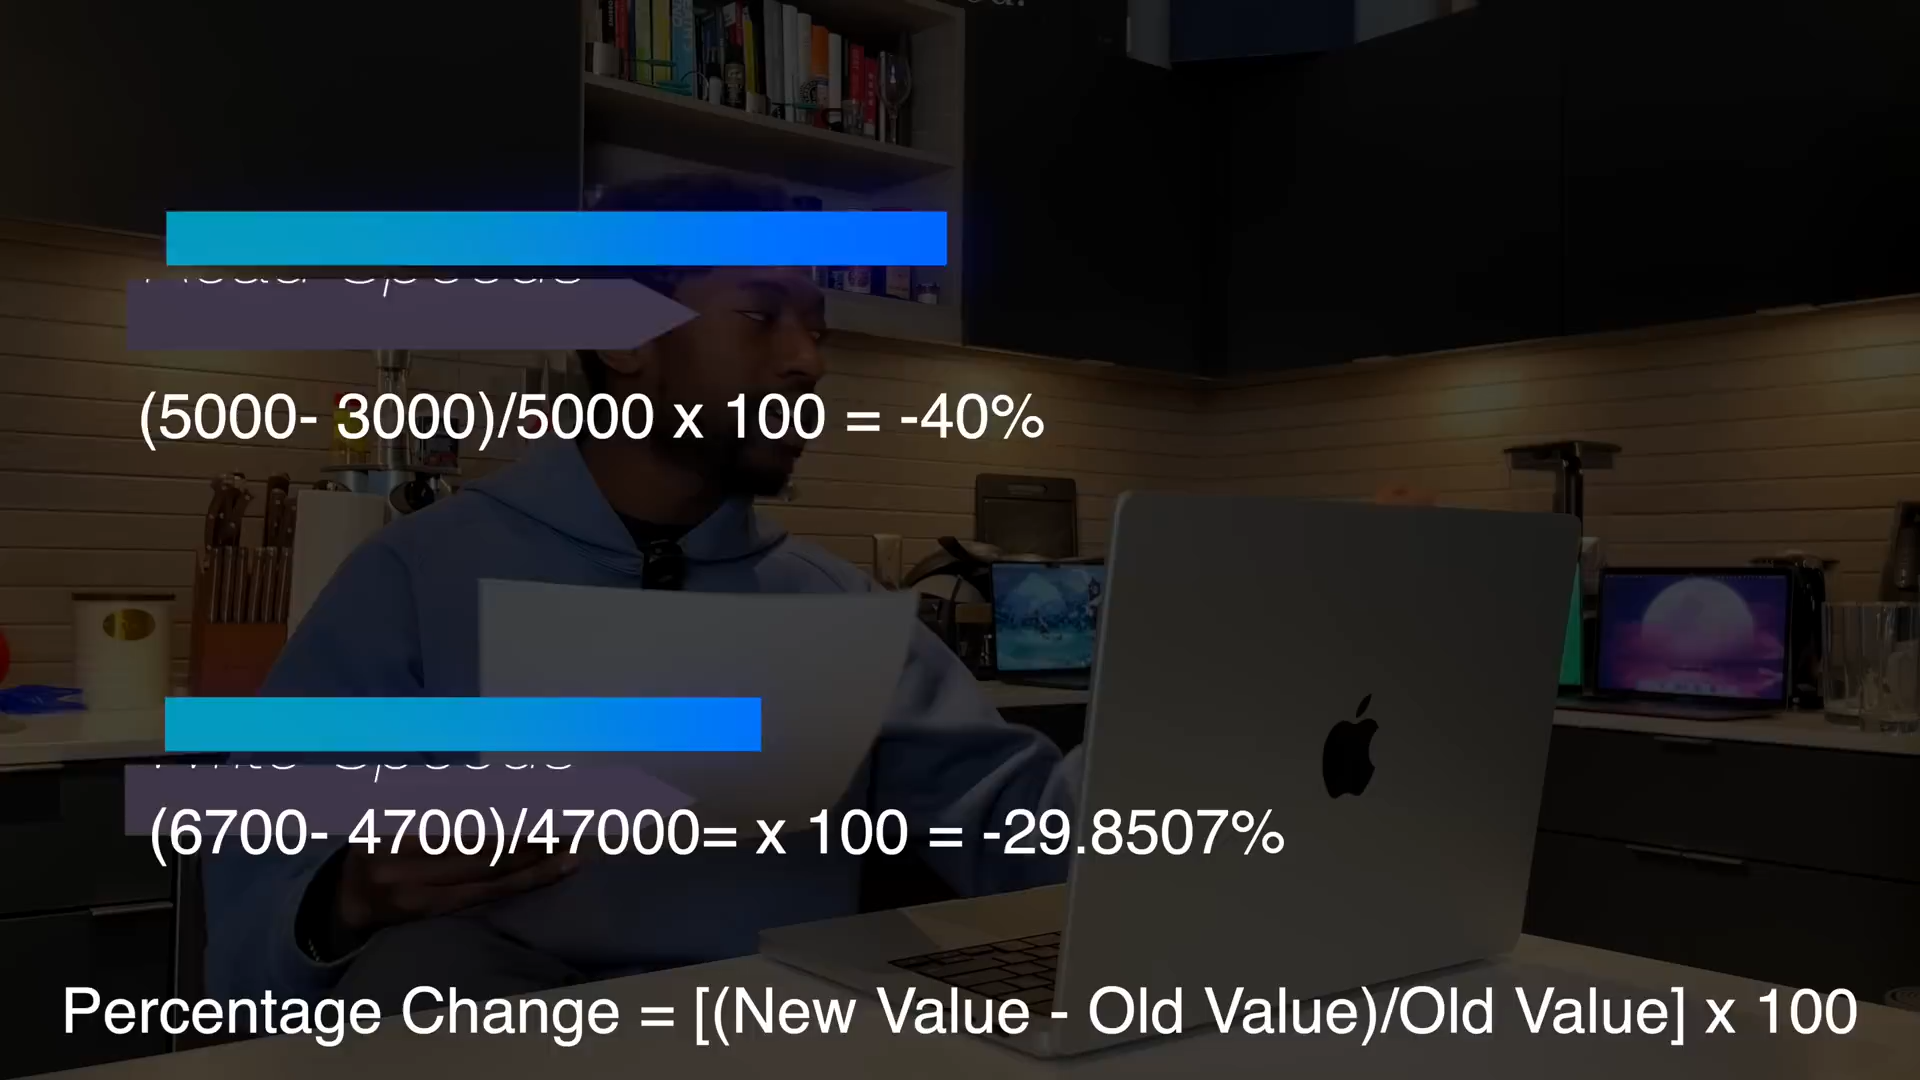 (5000- 3000)/5000 x 100 = -40%
(6700- 4700)/47000= x 100 = -29.8507%
Percentage Change = [(New Value - Old Value)/Old Value] x 100